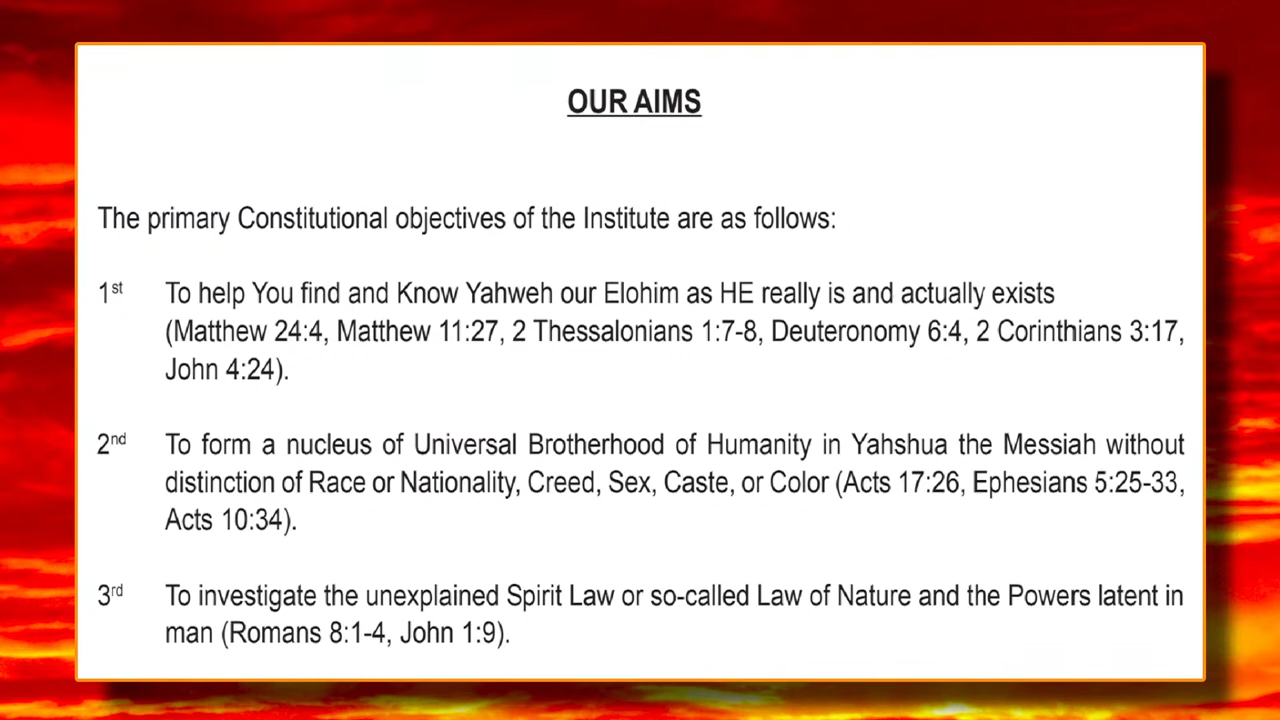 OUR AIMS
The primary Constitutional objectives of the Institute are as follows:
1st To help You find and Know Yahweh our Elohim as HE really is and actually exists
(Matthew 24:4, Matthew 11:27, 2 Thessalonians 1:7-8, Deuteronomy 6:4, 2 Corinthians 3:17,
John 4:24).
2nd To form a nucleus of Universal Brotherhood of Humanity in Yahshua the Messiah without
distinction of Race or Nationality, Creed, Sex, Caste, or Color (Acts 17:26, Ephesians 5:25-33,
Acts 10:34).
3rd To investigate the unexplained Spirit Law or so-called Law of Nature and the Powers latent in
man (Romans 8:1-4, John 1:9).